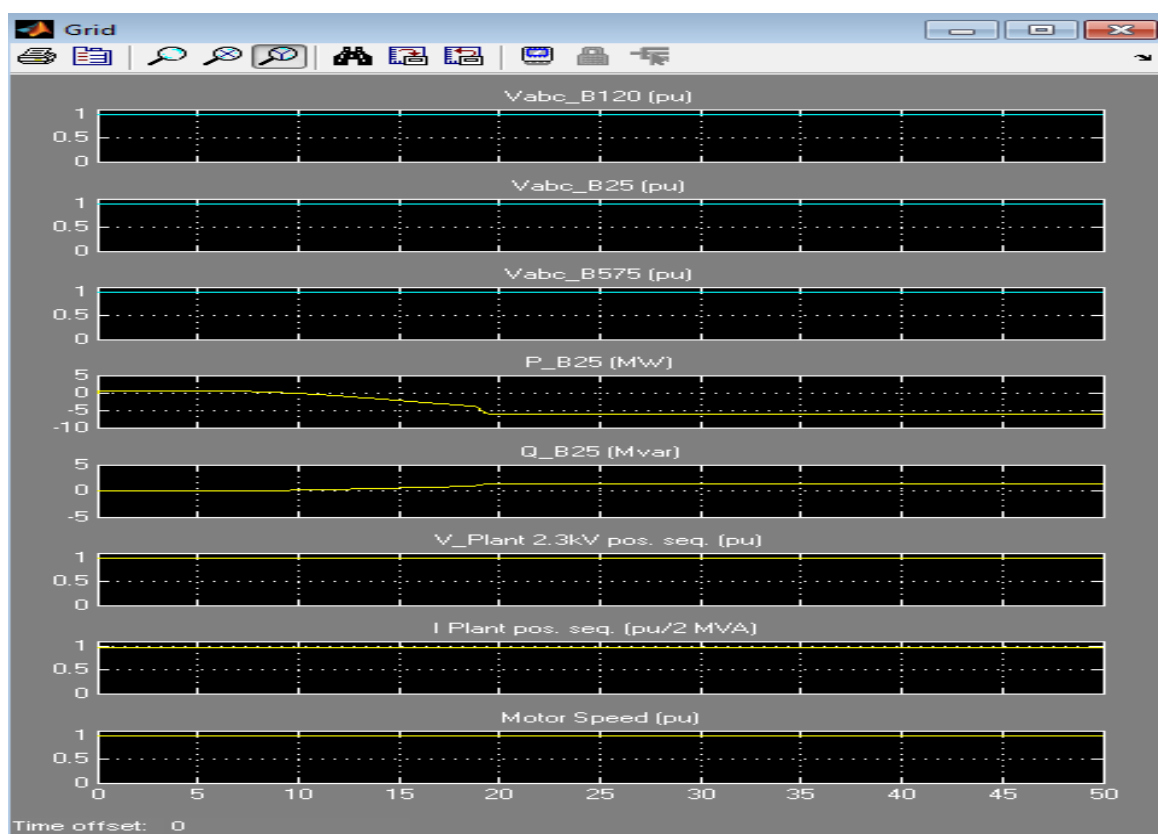 Grid
Vabc_B120 (pu)
1
0.5
0
Vabc_B25 (pu)
1
0.5
0
Vabc_B575 (pu)
1
0.5
0
P_B25 (MW)
5
0
-5
-10
Q_B25 (Mvar)
5
0
-5
V_Plant 2.3kV pos. seq. (pu)
1
0.5
0
I Plant pos. seq. (pu/2 MVA)
1
0.5
0
Motor Speed (pu)
1
0.5
0
0 5 10 15 20 25 30 35 40 45 50
Time offset: 0